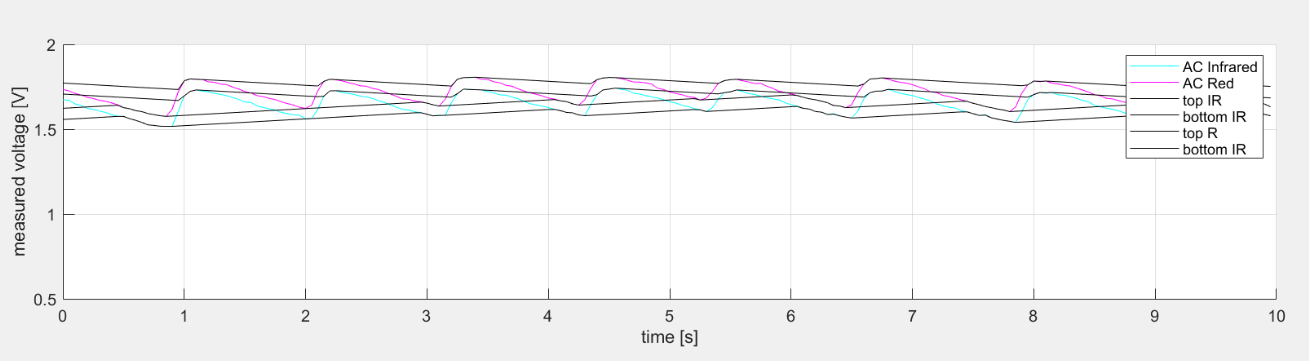 2
1.5
1
0.5
measured voltage [V]
0 1 2 3 4 5 6 7 8 9 10
time [s]
AC Infrared
AC Red
top IR
bottom IR
top R
bottom IR